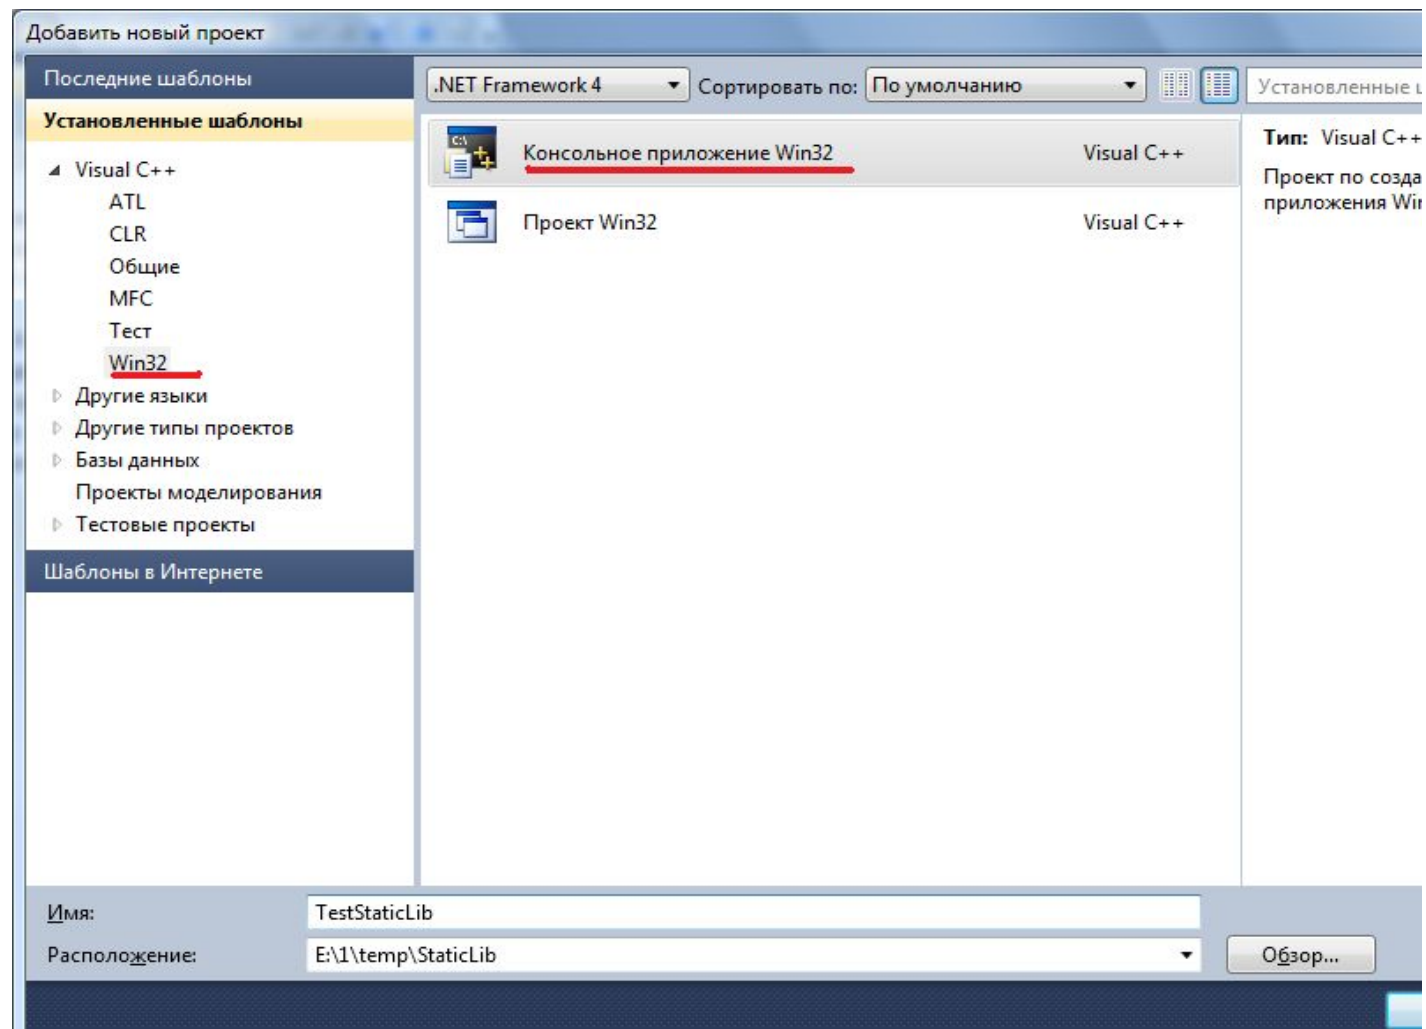 Добавить новый проект
Последние шаблоны
.NET Framework 4
Сортировать по:
По умолчанию
Установленные
Установленные шаблоны
Visual C++
ATL
CLR
Общие
MFC
Тест
Win32
Другие языки
Другие типы проектов
Базы данных
Проекты моделирования
Тестовые проекты
Шаблоны в Интернете
C:\
Консольное приложение Win32 Visual C++
Проект Win32 Visual C++
Тип: Visual C++
Проект по
приложения
Имя: TestStaticLib
Расположение: E:\1\temp\StaticLib
Обзор...